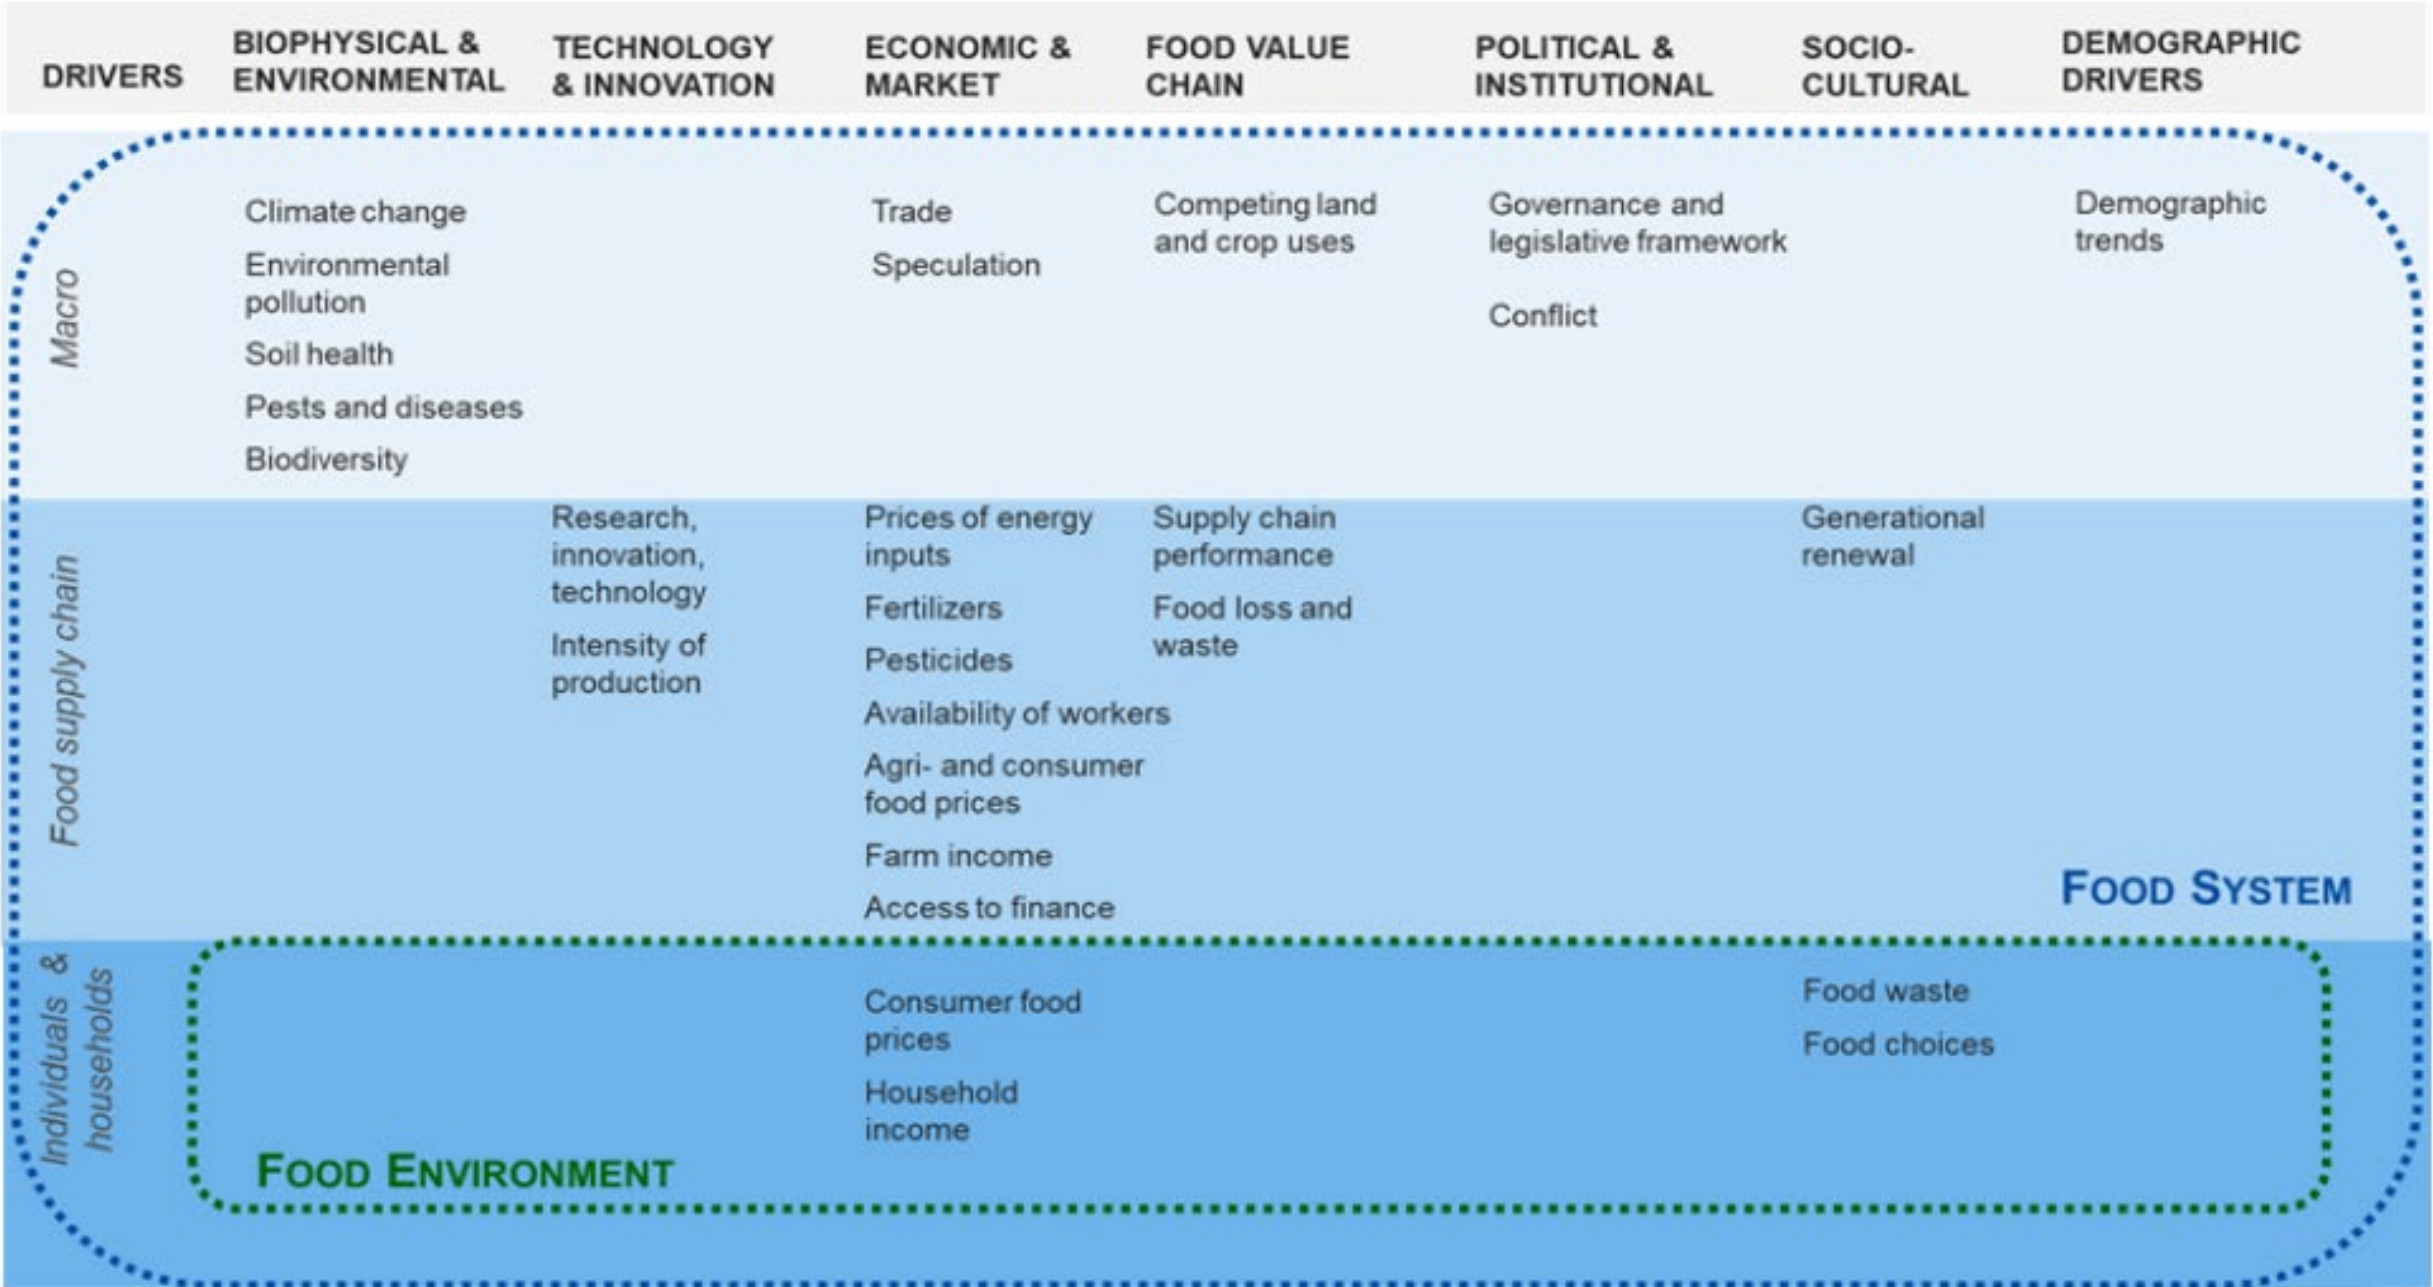 DRIVERS
BIOPHYSICAL &
ENVIRONMENTAL
TECHNOLOGY
& INNOVATION
ECONOMIC &
MARKET
FOOD VALUE
CHAIN
POLITICAL &
INSTITUTIONAL
SOCIO-
CULTURAL
DEMOGRAPHIC
DRIVERS
Macro
Climate change
Environmental
pollution
Soil health
Pests and diseases
Biodiversity
Trade
Speculation
Competing land
and crop uses
Governance and
legislative framework
Conflict
Demographic
trends
Food supply chain
Research,
innovation,
technology
Intensity of
production
Prices of energy
inputs
Fertilizers
Pesticides
Availability of workers
Agri- and consumer
food prices
Farm income
Access to finance
Supply chain
performance
Food loss and
waste
Generational
renewal
FOOD SYSTEM
Individuals &
households
Consumer food
prices
Household
income
Food waste
Food choices
FOOD ENVIRONMENT